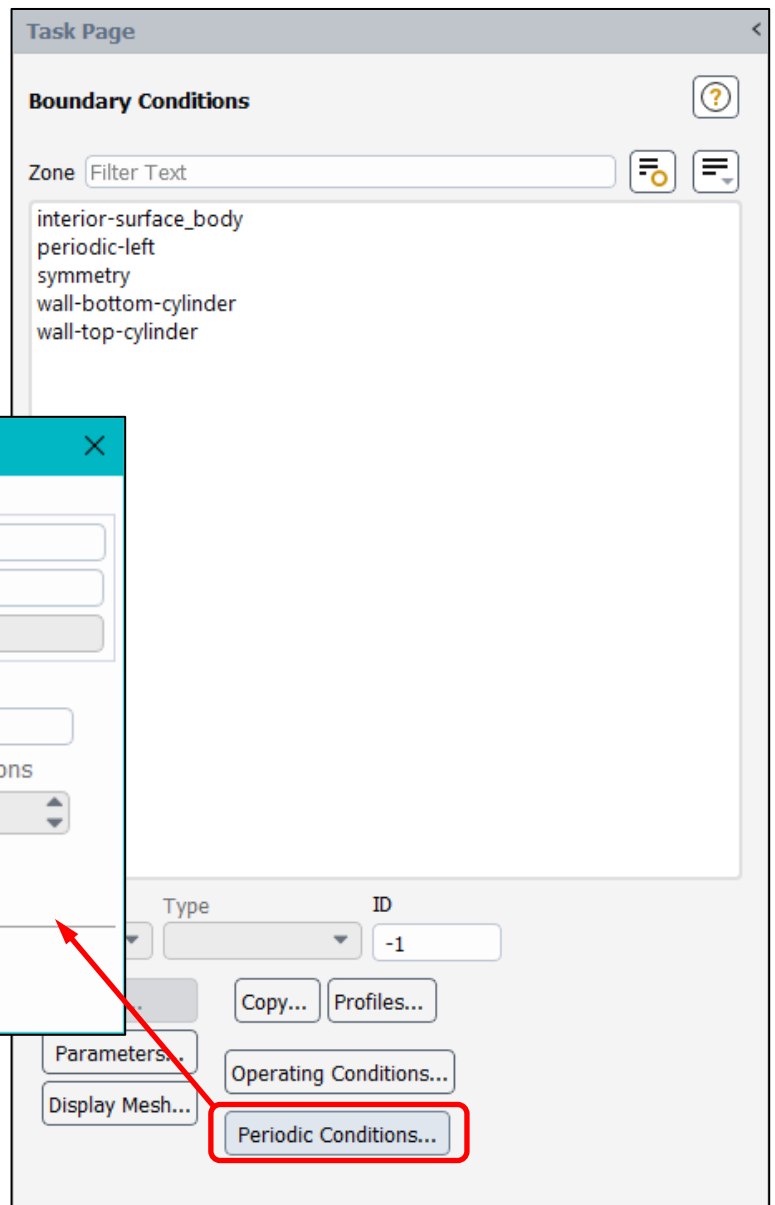 Task Page
Boundary Conditions
Zone Filter Text
interior-surface_body
periodic-left
symmetry
wall-bottom-cylinder
wall-top-cylinder
ons
Type ID
-1
Copy... Profiles...
Parameters...
Operating Conditions...
Display Mesh...
Periodic Conditions...